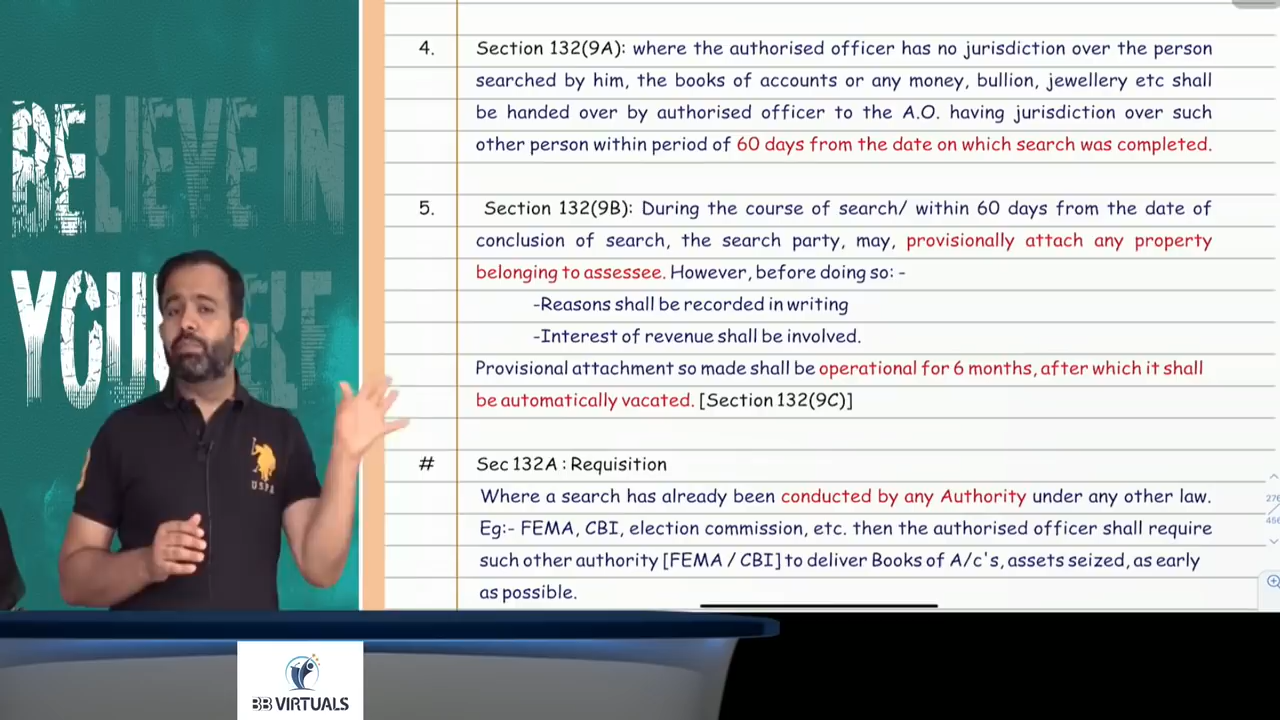 BELIEVE IN
YOURSELF
4. Section 132(9A): where the authorised officer has no jurisdiction over the person
searched by him, the books of accounts or any money, bullion, jewellery etc shall
be handed over by authorised officer to the A.O. having jurisdiction over such
other person within period of 60 days from the date on which search was completed.
5. Section 132(9B): During the course of search/ within 60 days from the date of
conclusion of search, the search party, may, provisionally attach any property
belonging to assessee. However, before doing so: -
-Reasons shall be recorded in writing
-Interest of revenue shall be involved.
Provisional attachment so made shall be operational for 6 months, after which it shall
be automatically vacated. [Section 132(9C)]
# Sec 132A : Requisition
Where a search has already been conducted by any Authority under any other law.
Eg:- FEMA, CBI, election commission, etc. then the authorised officer shall require
such other authority [FEMA / CBI] to deliver Books of A/c's, assets seized, as early
as possible.
276
456
U.S.P.A.
BB VIRTUALS